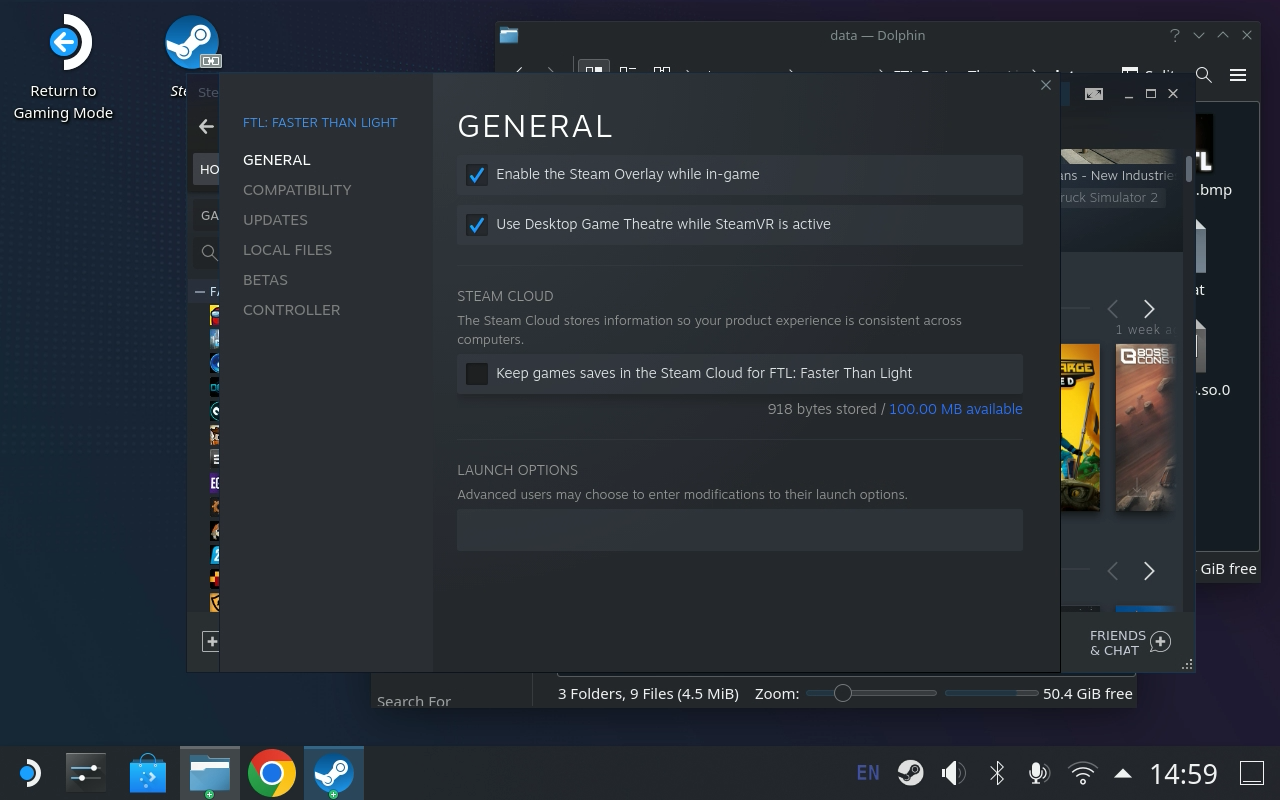 Return to
Gaming Mode
Ste
data — Dolphin
?
FTL: FASTER THAN LIGHT
GENERAL
COMPATIBILITY
UPDATES
LOCAL FILES
BETAS
CONTROLLER
GENERAL
Enable the Steam Overlay while in-game
Use Desktop Game Theatre while SteamVR is active
STEAM CLOUD
The Steam Cloud stores information so your product experience is consistent across
computers.
Keep games saves in the Steam Cloud for FTL: Faster Than Light
918 bytes stored / 100.00 MB available
LAUNCH OPTIONS
Advanced users may choose to enter modifications to their launch options.
Ste
HO
GA
FA
ans - New Industrie
ruck Simulator 2
1 week a
BOSS
CONST
.bmp
at
.so.0
GiB free
FRIENDS
& CHAT
Search For
3 Folders, 9 Files (4.5 MiB)
Zoom:
50.4 GiB free
EN
14:59